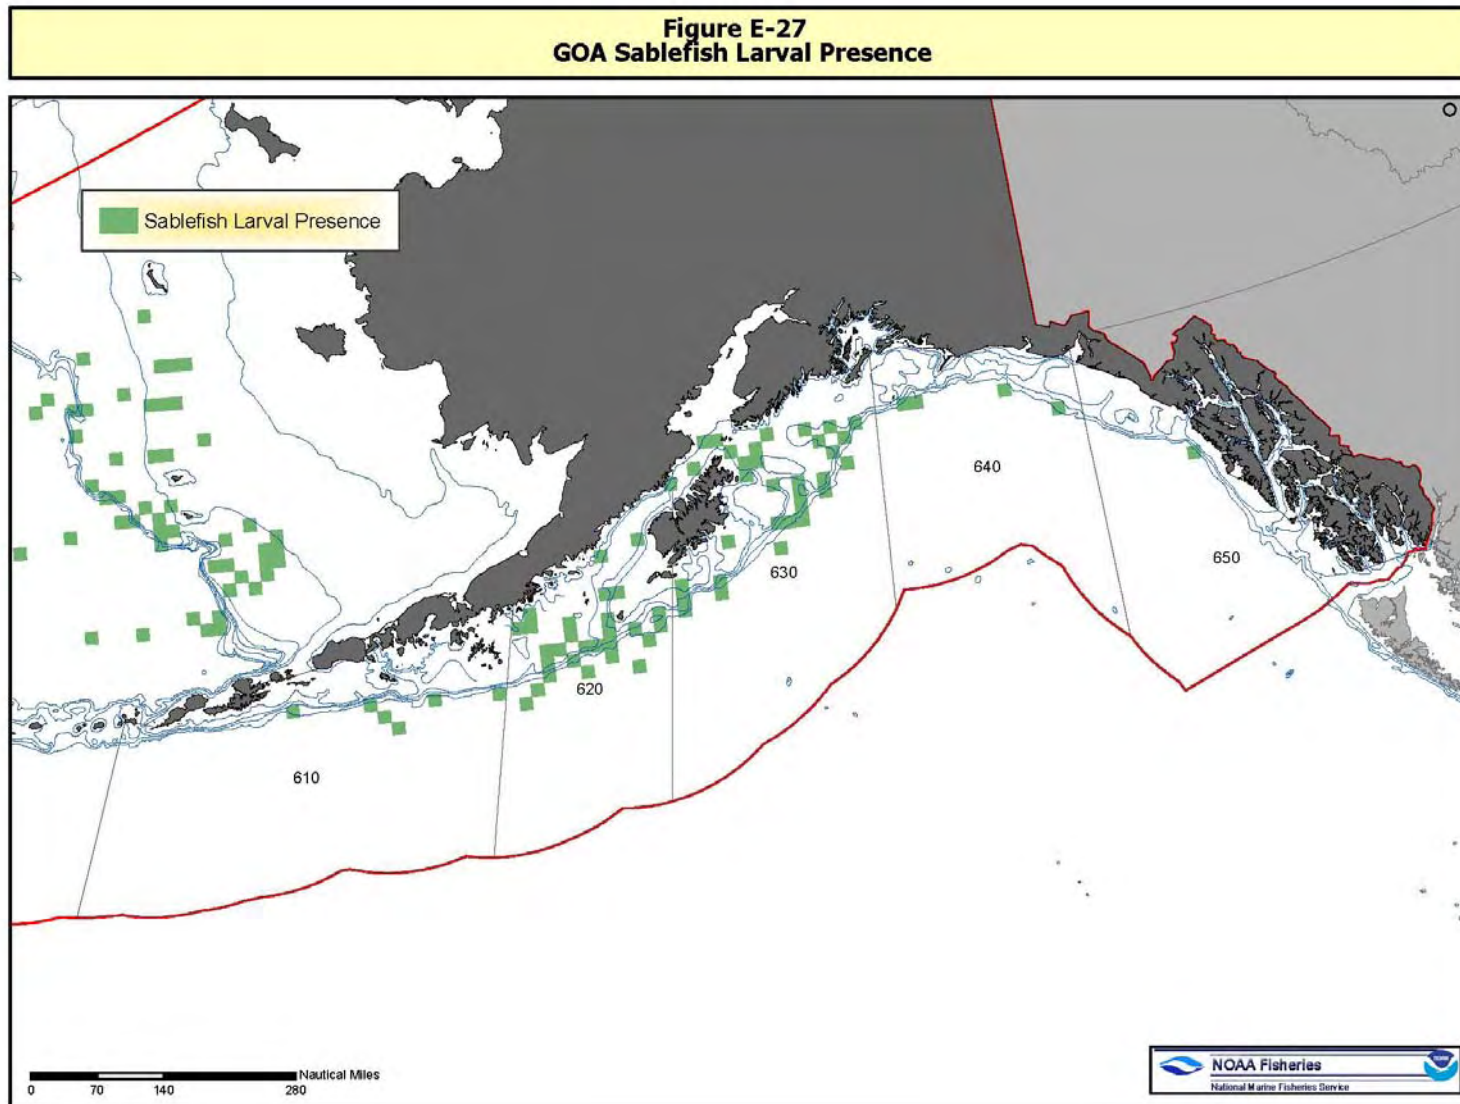 Figure E-27
GOA Sablefish Larval Presence
Sablefish Larval Presence
640
650
630
620
610
Nautical Miles
0 70 140 280
NOAA Fisheries
National Marine Fisheries Service